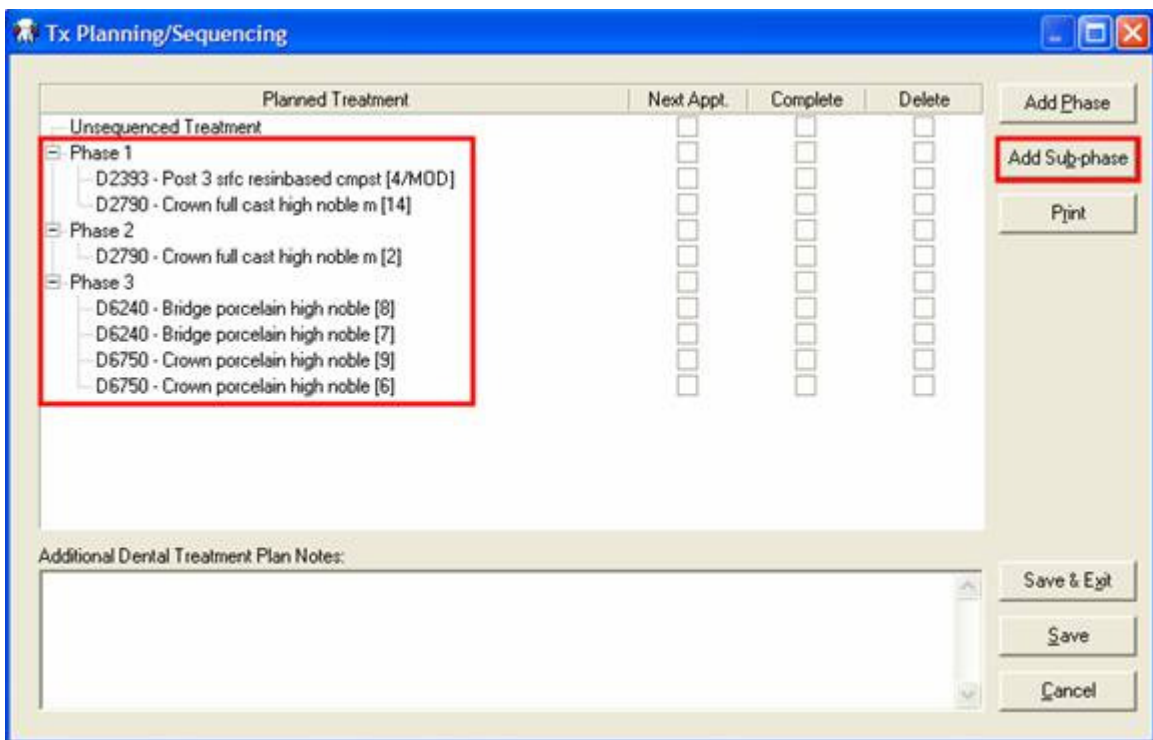 Tx Planning/Sequencing
Planned Treatment Next Appt. Complete Delete
Add Phase
Unsequenced Treatment
Phase 1
Add Sub-phase
D2393 - Post 3 srfc resinbased cmpst [4/MOD]
D2790 - Crown full cast high noble m [14]
Print
Phase 2
D2790 - Crown full cast high noble m [2]
Phase 3
D6240 - Bridge porcelain high noble [8]
D6240 - Bridge porcelain high noble [7]
D6750 - Crown porcelain high noble [9]
D6750 - Crown porcelain high noble [6]
Additional Dental Treatment Plan Notes:
Save & Exit
Save
Cancel